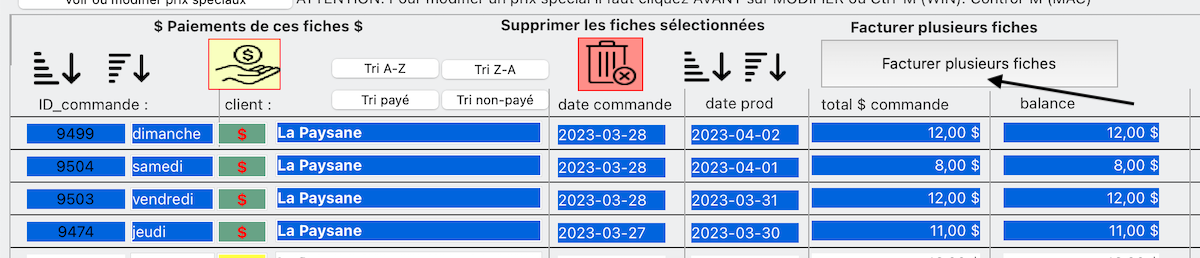 Voir ou modifier prix spéciaux
ATTENTION: Pour modifier un prix spécial il faut cliquez AVANT sur MODIFIER ou Ctrl-M (WIN). Control-M (MAC)
$ Paiements de ces fiches $ Supprimer les fiches sélectionnées Facturer plusieurs fiches
Tri A-Z Tri Z-A Facturer plusieurs fiches
Tri payé Tri non-payé
ID_commande : client : date commande date prod total $ commande balance
9499 dimanche $ La Paysane 2023-03-28 2023-04-02 12,00 $ 12,00 $
9504 samedi $ La Paysane 2023-03-28 2023-04-01 8,00 $ 8,00 $
9503 vendredi $ La Paysane 2023-03-28 2023-03-31 12,00 $ 12,00 $
9474 jeudi $ La Paysane 2023-03-27 2023-03-30 11,00 $ 11,00 $